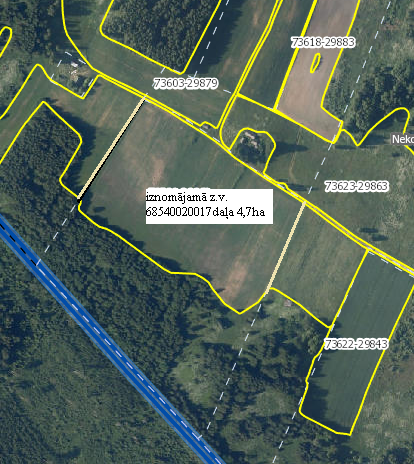 73618-29883
73603-29879
Neko
73623-29863
iznomājamā z.v.
68540020017daļa 4,7ha
73622-29843